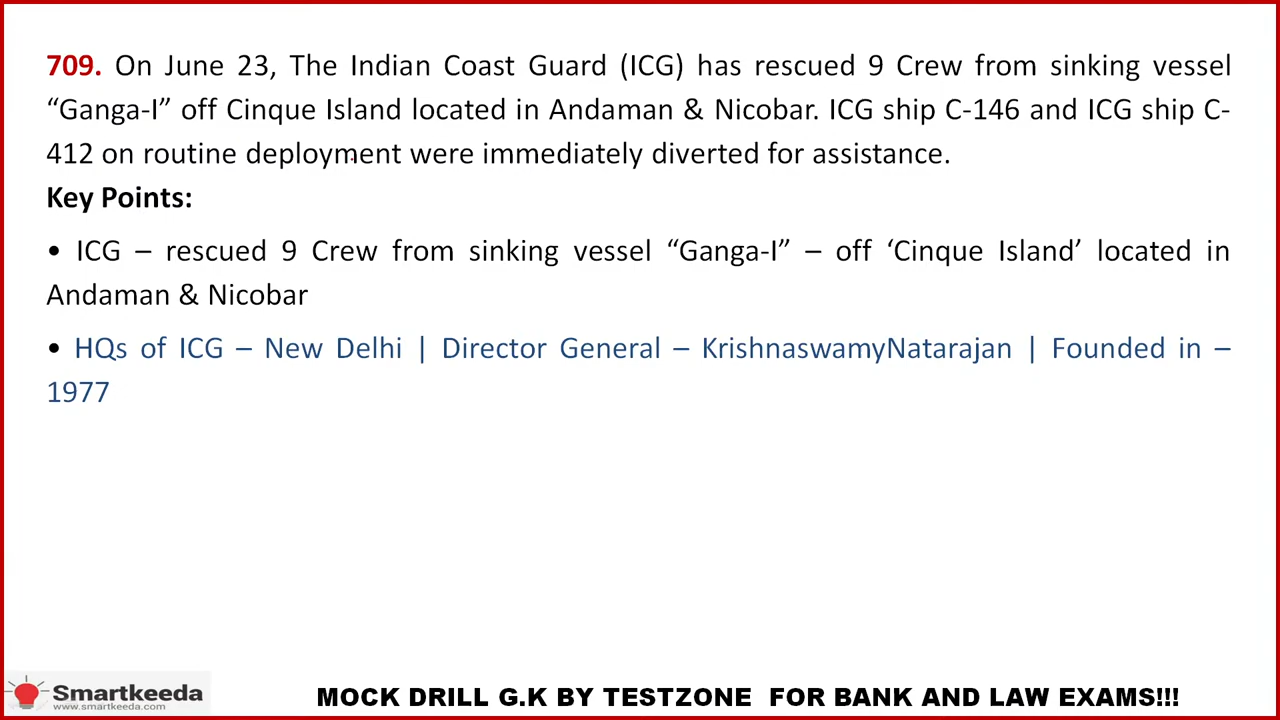 709. On June 23, The Indian Coast Guard (ICG) has rescued 9 Crew from sinking vessel
“Ganga-I” off Cinque Island located in Andaman & Nicobar. ICG ship C-146 and ICG ship C-
412 on routine deployment were immediately diverted for assistance.
Key Points:
• ICG – rescued 9 Crew from sinking vessel “Ganga-I” – off ‘Cinque Island’ located in
Andaman & Nicobar
• HQs of ICG – New Delhi | Director General – KrishnaswamyNatarajan | Founded in –
1977
Smartkeeda
www.smartkeeda.com
MOCK DRILL G.K BY TESTZONE FOR BANK AND LAW EXAMS!!!